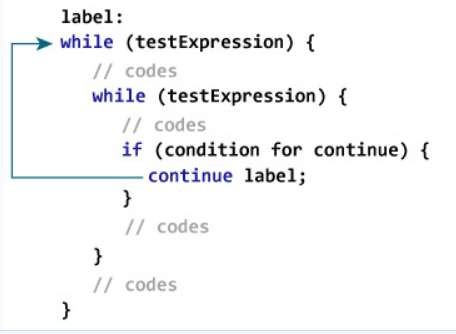 label:
while (testExpression) {
// codes
while (testExpression) {
// codes
if (condition for continue) {
continue label;
}
// codes
}
// codes
}